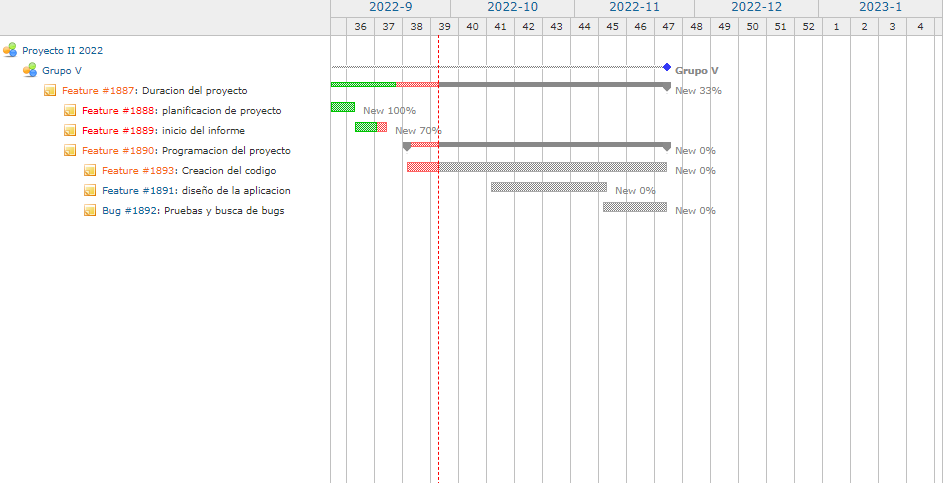 2022-9 2022-10 2022-11 2022-12 2023-1
36 37 38 39 40 41 42 43 44 45 46 47 48 49 50 51 52 1 2 3 4
Proyecto II 2022
Grupo V
Grupo V
Feature #1887: Duracion del proyecto
New 33%
Feature #1888: planificacion de proyecto
New 100%
Feature #1889: inicio del informe
New 70%
Feature #1890: Programacion del proyecto
New 0%
Feature #1893: Creacion del codigo
New 0%
Feature #1891: diseño de la aplicacion
New 0%
Bug #1892: Pruebas y busca de bugs
New 0%